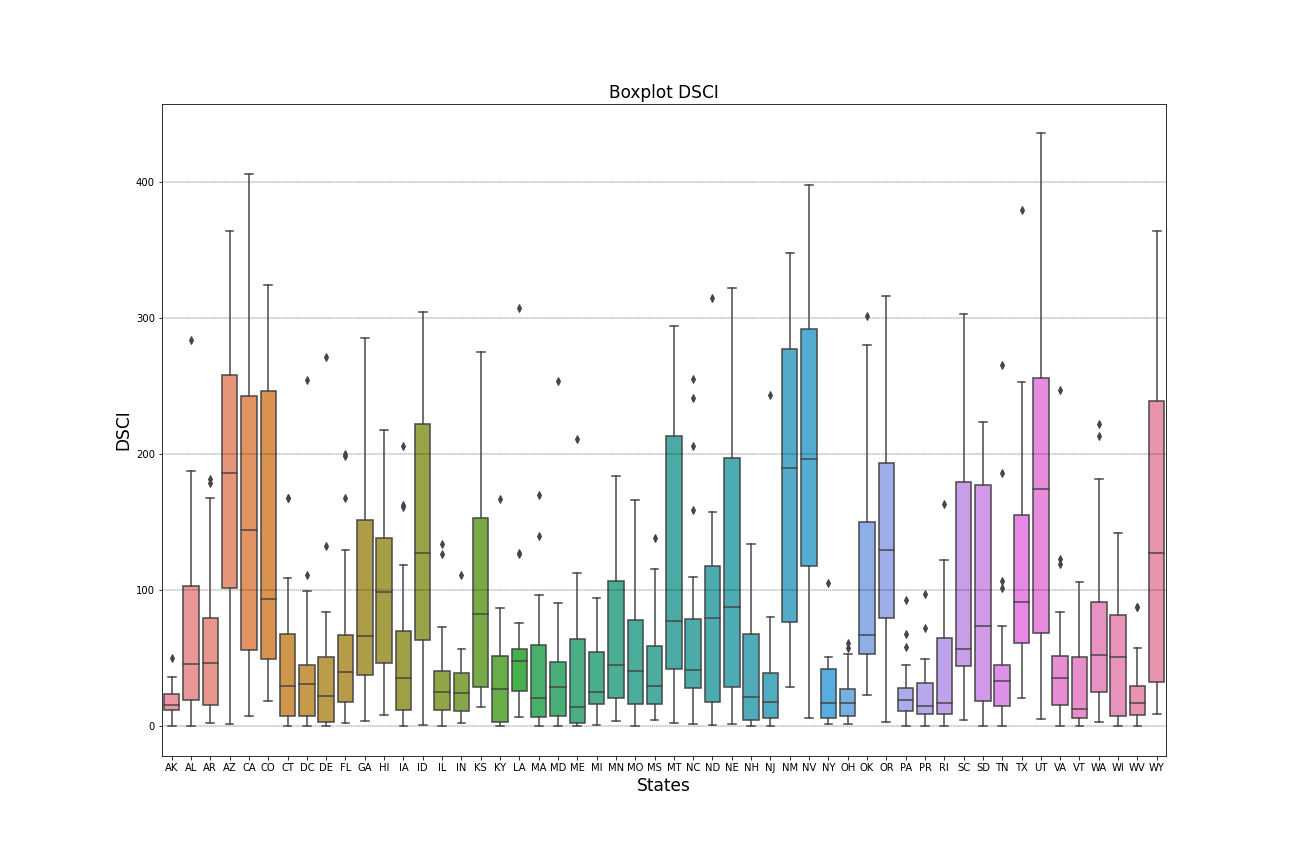 Boxplot DSCI
DSCI
400
300
200
100
0
AK AL AR AZ CA CO CT DC DE FL GA HI IA ID IL IN KS KY LA MA MD ME MI MN MO MS MT NC ND NE NH NJ NM NV NY OH OK OR PA PR RI SC SD TN TX UT VA VT WA WI WV WY
States